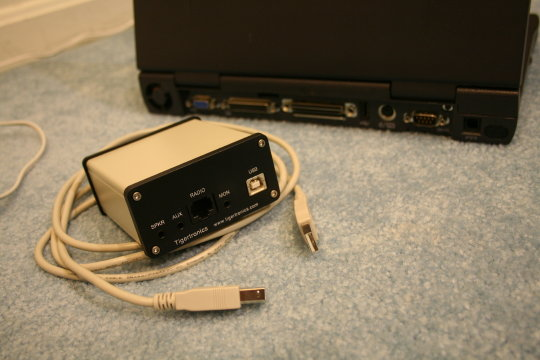 SPKR
AUX
RADIO
MON
USB
Tigertronics
www.tigertronics.com